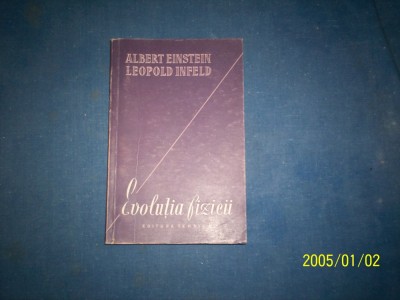 ALBERT EINSTEIN
LEOPOLD INFELD
Evoluția fizicii
EDITURA TEHNICĂ
2005/01/02